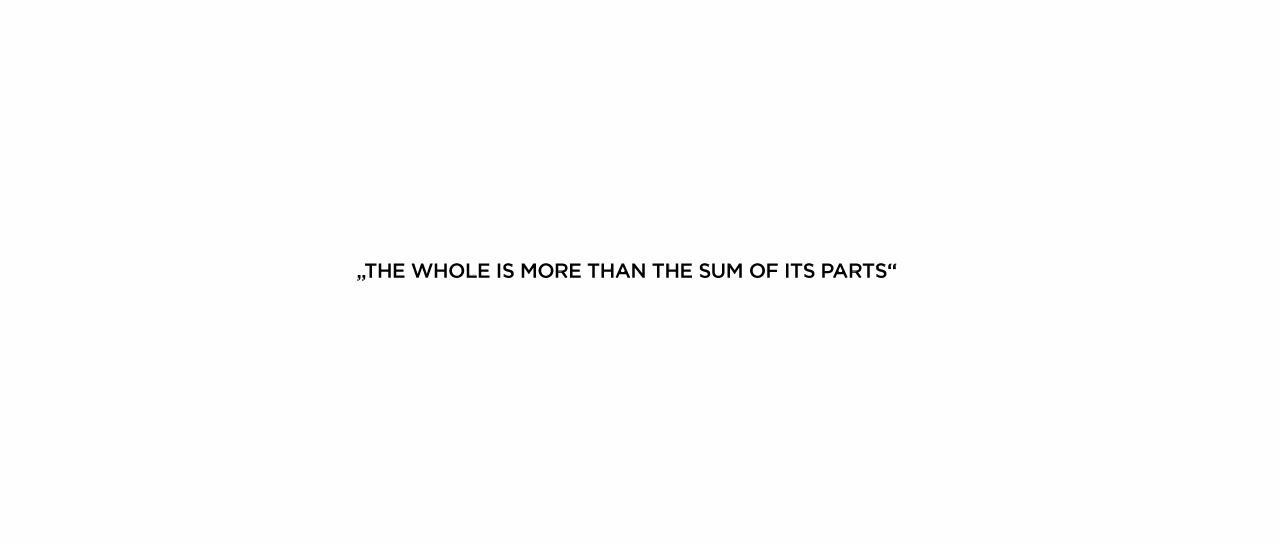 „THE WHOLE IS MORE THAN THE SUM OF ITS PARTS“